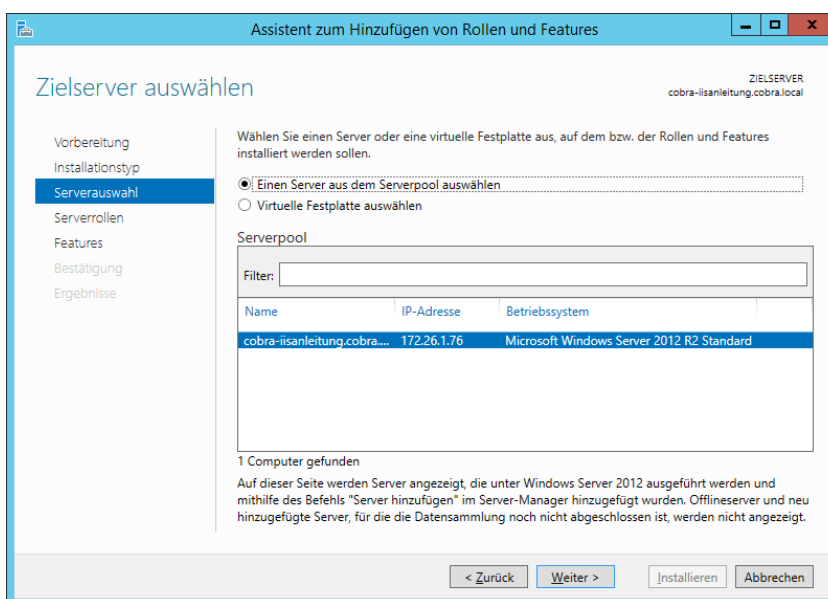 Assistent zum Hinzufügen von Rollen und Features
Zielserver auswählen
ZIELSERVER
cobra-iisanleitung.cobra.local
Vorbereitung
Installationstyp
Serverauswahl
Serverrollen
Features
Bestätigung
Ergebnisse
Wählen Sie einen Server oder eine virtuelle Festplatte aus, auf dem bzw. der Rollen und Features
installiert werden sollen.
Einen Server aus dem Serverpool auswählen
Virtuelle Festplatte auswählen
Serverpool
Filter:
Name IP-Adresse Betriebssystem
cobra-iisanleitung.cobra.... 172.26.1.76 Microsoft Windows Server 2012 R2 Standard
1 Computer gefunden
Auf dieser Seite werden Server angezeigt, die unter Windows Server 2012 ausgeführt werden und
mithilfe des Befehls "Server hinzufügen" im Server-Manager hinzugefügt wurden. Offlineserver und neu
hinzugefügte Server, für die die Datensammlung noch nicht abgeschlossen ist, werden nicht angezeigt.
< Zurück Weiter > Installieren Abbrechen